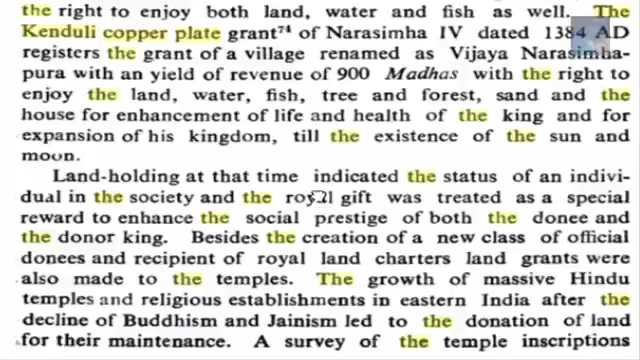 the right to enjoy both land, water and fish as well. The
Kenduli copper plate grant⁷⁴ of Narasimha IV dated 1384 AD
registers the grant of a village renamed as Vijaya Narasimha-
pura with an yield of revenue of 900 Madhas with the right to
enjoy the land, water, fish, tree and forest, sand and the
house for enhancement of life and health of the king and for
expansion of his kingdom, till the existence of the sun and
moon.
Land-holding at that time indicated the status of an indivi-
dual in the society and the royal gift was treated as a special
reward to enhance the social prestige of both the donee and
the donor king. Besides the creation of a new class of official
donees and recipient of royal land charters land grants were
also made to the temples. The growth of massive Hindu
temples and religious establishments in eastern India after the
decline of Buddhism and Jainism led to the donation of land
for their maintenance. A survey of the temple inscriptions